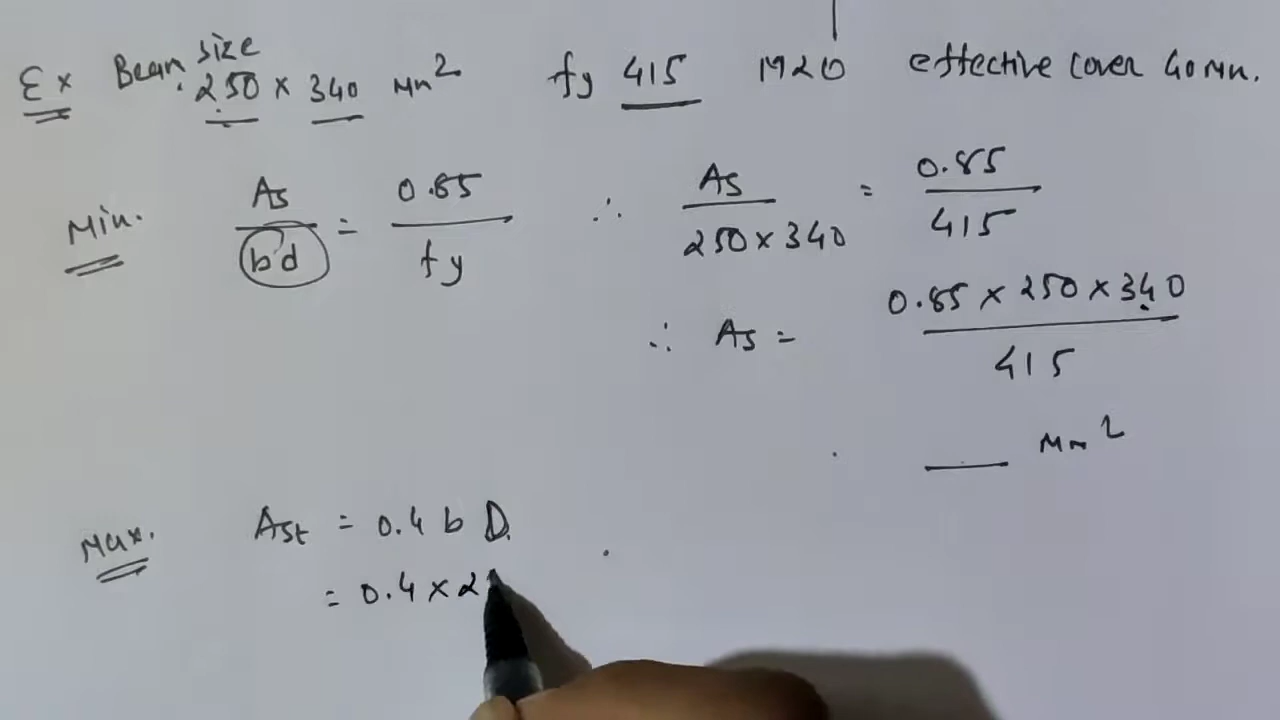 Ex Beam size 250 × 340 Mm² fy 415 M20 effective cover 40 Mm.
Min. As / bd = 0.85 / fy ∴ As / 250 × 340 = 0.85 / 415
∴ As = 0.85 × 250 × 340 / 415
___ Mm²
Max. Ast = 0.4 b D.
= 0.4 × 2